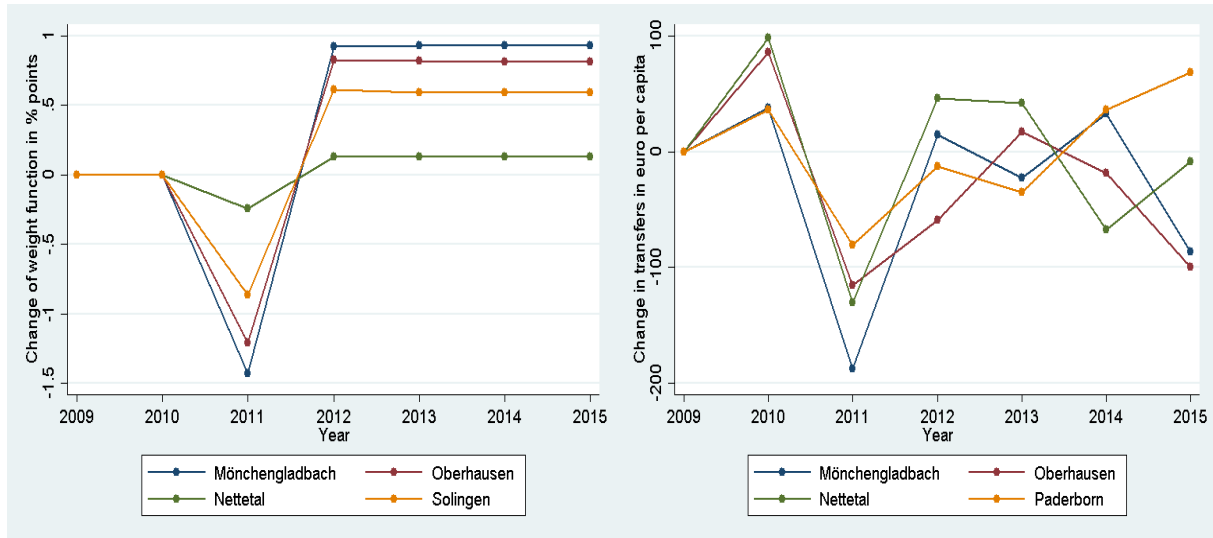 Change of weight function in % points
1
.5
0
-.5
-1
-1.5
2009 2010 2011 2012 2013 2014 2015
Year
Mönchengladbach Oberhausen
Nettetal Solingen
Change in transfers in euro per capita
100
0
-100
-200
2009 2010 2011 2012 2013 2014 2015
Year
Mönchengladbach Oberhausen
Nettetal Paderborn